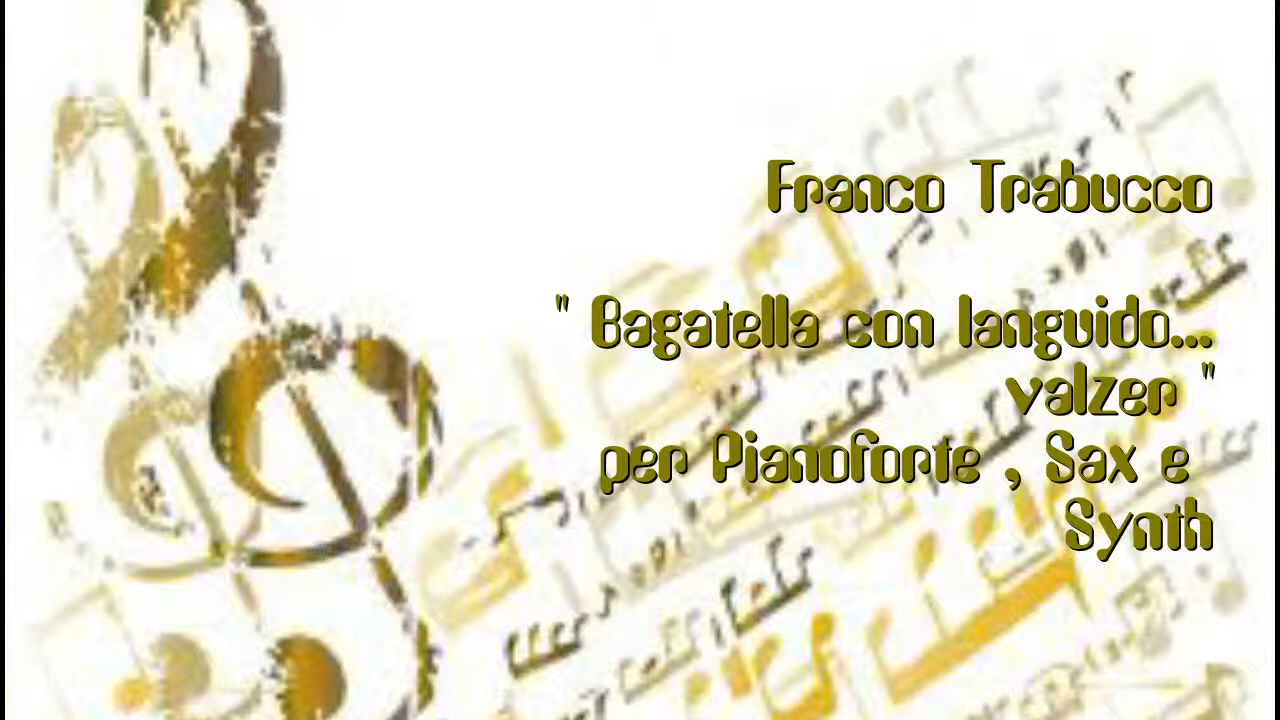 Franco Trabucco
" Bagatella con languido...
valzer "
per Pianoforte , Sax e
Synth